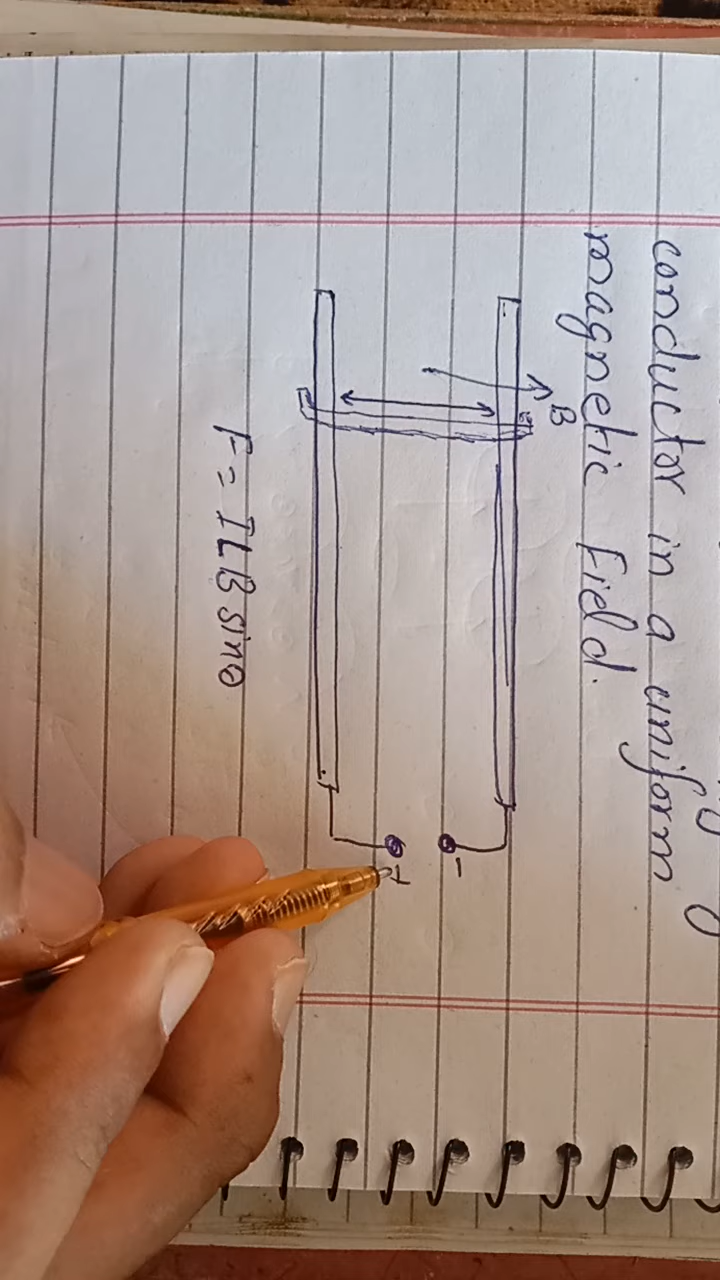 conductor in a uniform
magnetic field.
B
-
+
F = ILB sinθ